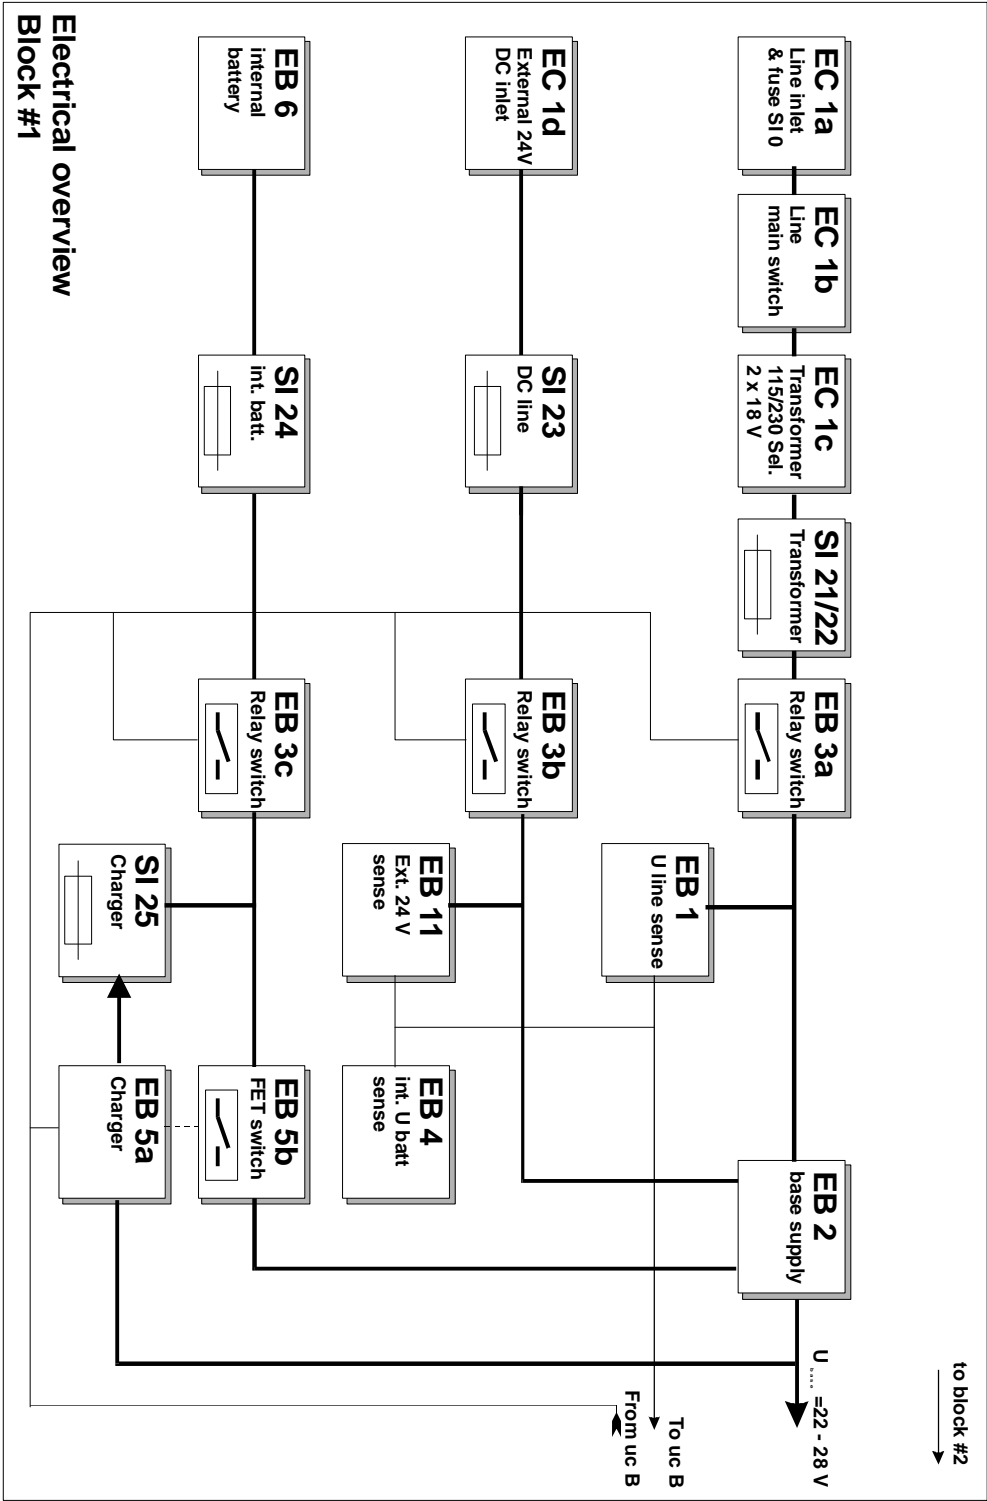 to block #2
EC 1a
Line inlet
& fuse SI 0
EC 1b
Line
main switch
EC 1c
Transformer
115/230 Sel.
2 x 18 V
SI 21/22
Transformer
EB 3a
Relay switch
EB 2
base supply
U base =22 - 28 V
EB 1
U line sense
To uc B
From uc B
EC 1d
External 24V
DC inlet
SI 23
DC line
EB 3b
Relay switch
EB 11
Ext. 24 V
sense
EB 4
int. U batt
sense
EB 6
internal
battery
SI 24
int. batt.
EB 3c
Relay switch
EB 5b
FET switch
SI 25
Charger
EB 5a
Charger
Electrical overview
Block #1